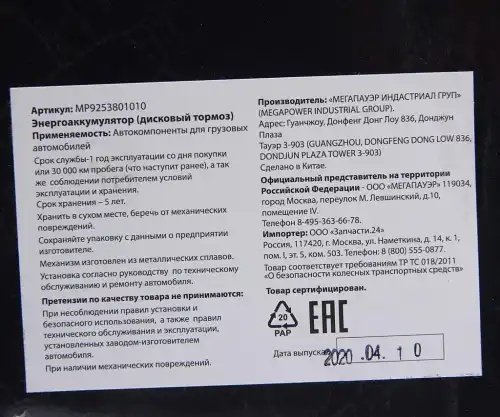 Артикул: MP9253801010
Энергоаккумулятор (дисковый тормоз)
Применяемость: Автокомпоненты для грузовых
автомобилей
Срок службы-1 год эксплуатации со дня покупки
или 30 000 км пробега (что наступит ранее), а так
же соблюдении потребителем условий
эксплуатации и хранения.
Срок хранения – 5 лет.
Хранить в сухом месте, беречь от механических
повреждений.
Сохраняйте упаковку с данными о предприятии
изготовителе.
Механизм изготовлен из металлических сплавов.
Установка согласно руководству по техническому
обслуживанию и ремонту автомобиля.
Претензии по качеству товара не принимаются:
При несоблюдении правил установки и
безопасного использования, а также правил
технического обслуживания и эксплуатации,
установленных заводом-изготовителем
автомобиля.
При наличии механических повреждений.
Производитель: «МЕГАПАУЭР ИНДАСТРИАЛ ГРУП»
(MEGAPOWER INDUSTRIAL GROUP).
Адрес: Гуанчжоу, Донфенг Донг Лоу 836, Донджун
Плаза
Тауэр 3-903 (GUANGZHOU, DONGFENG DONG LOW 836,
DONDJUN PLAZA TOWER 3-903)
Сделано в Китае.
Официальный представитель на территории
Российской Федерации - ООО «МЕГАПАУЭР» 119034,
город Москва, переулок М. Левшинский, д.10,
помещение IV.
Телефон 8-495-363-66-78.
Импортер: ООО «Запчасти.24»
Россия, 117420, г. Москва, ул. Наметкина, д. 14, к. 1,
пом. I, эт. 5, ком. 503. Телефон: 8 (800) 555-0877.
Товар соответствует требованиям ТР ТС 018/2011
«О безопасности колесных транспортных средств»
Товар сертифицирован.
20
PAP
EAC
Дата выпуска 2020.04.10